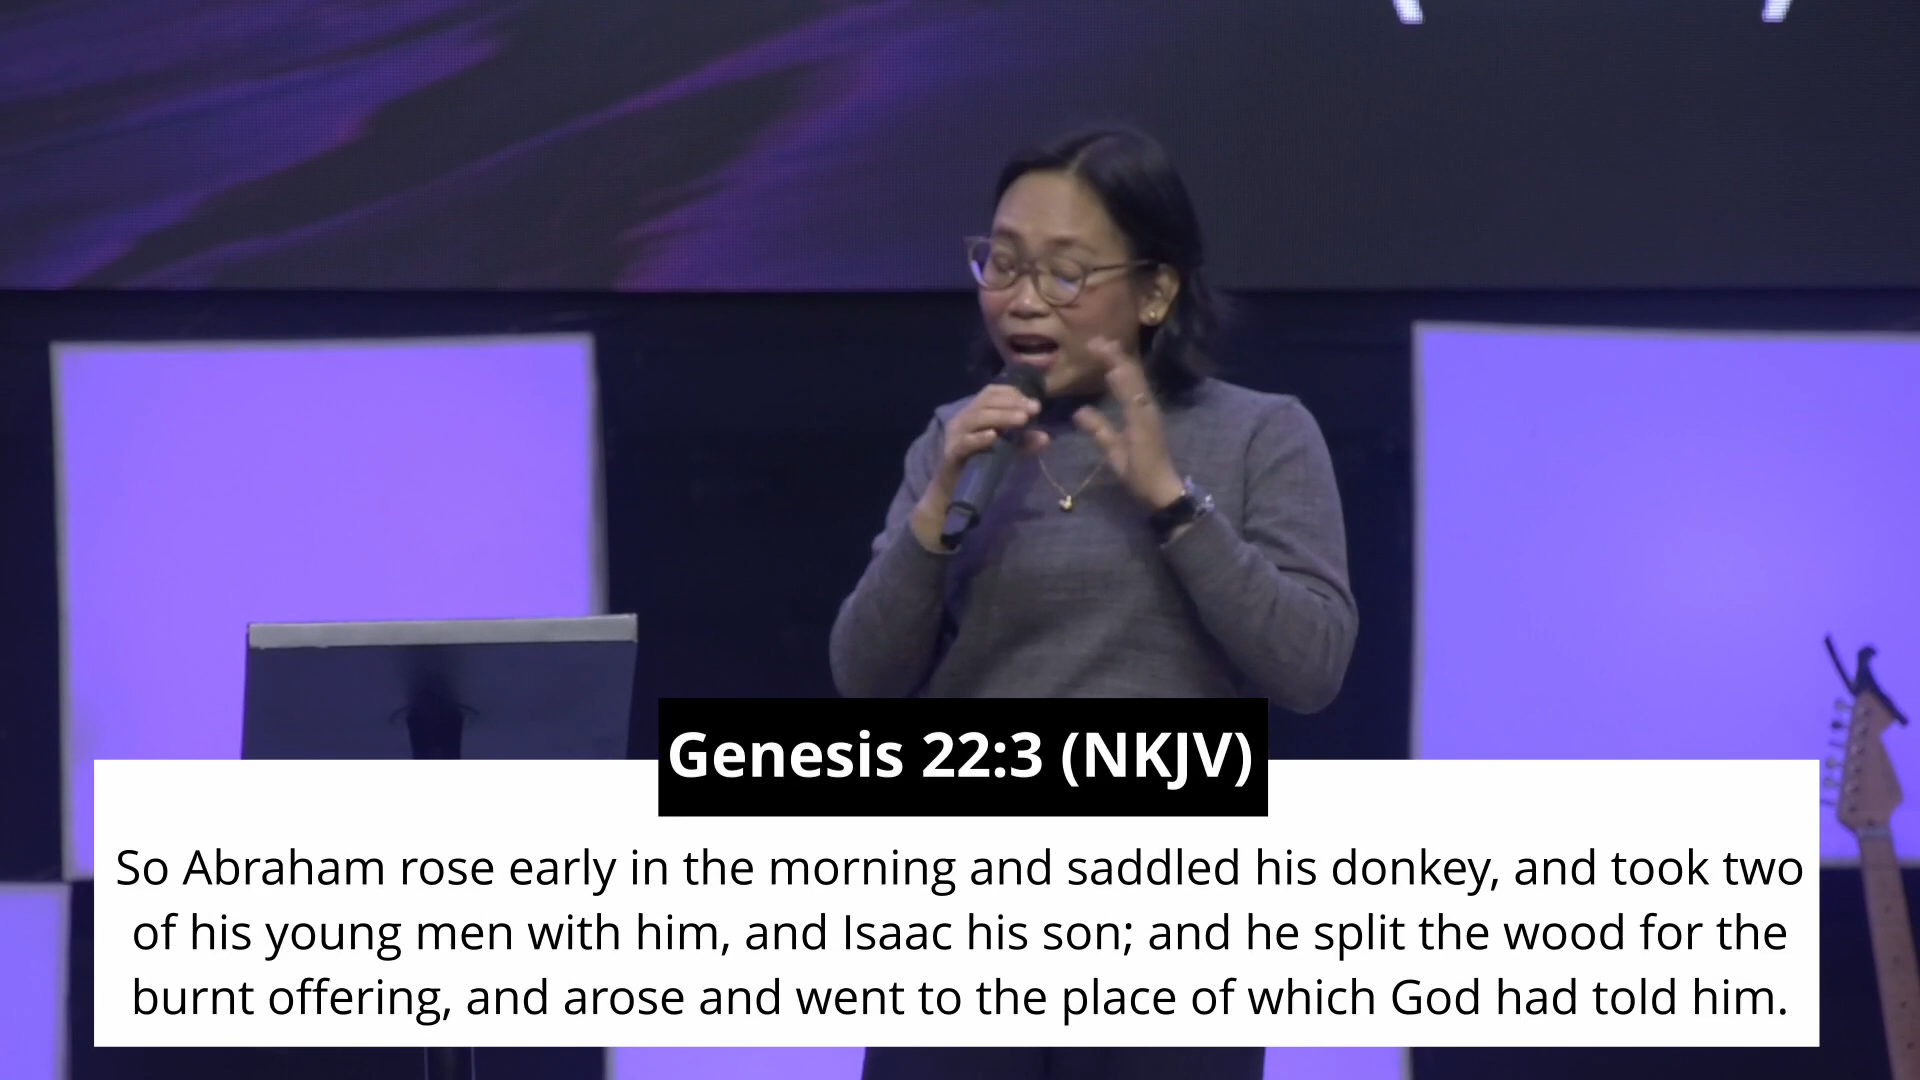 Genesis 22:3 (NKJV)
So Abraham rose early in the morning and saddled his donkey, and took two
of his young men with him, and Isaac his son; and he split the wood for the
burnt offering, and arose and went to the place of which God had told him.